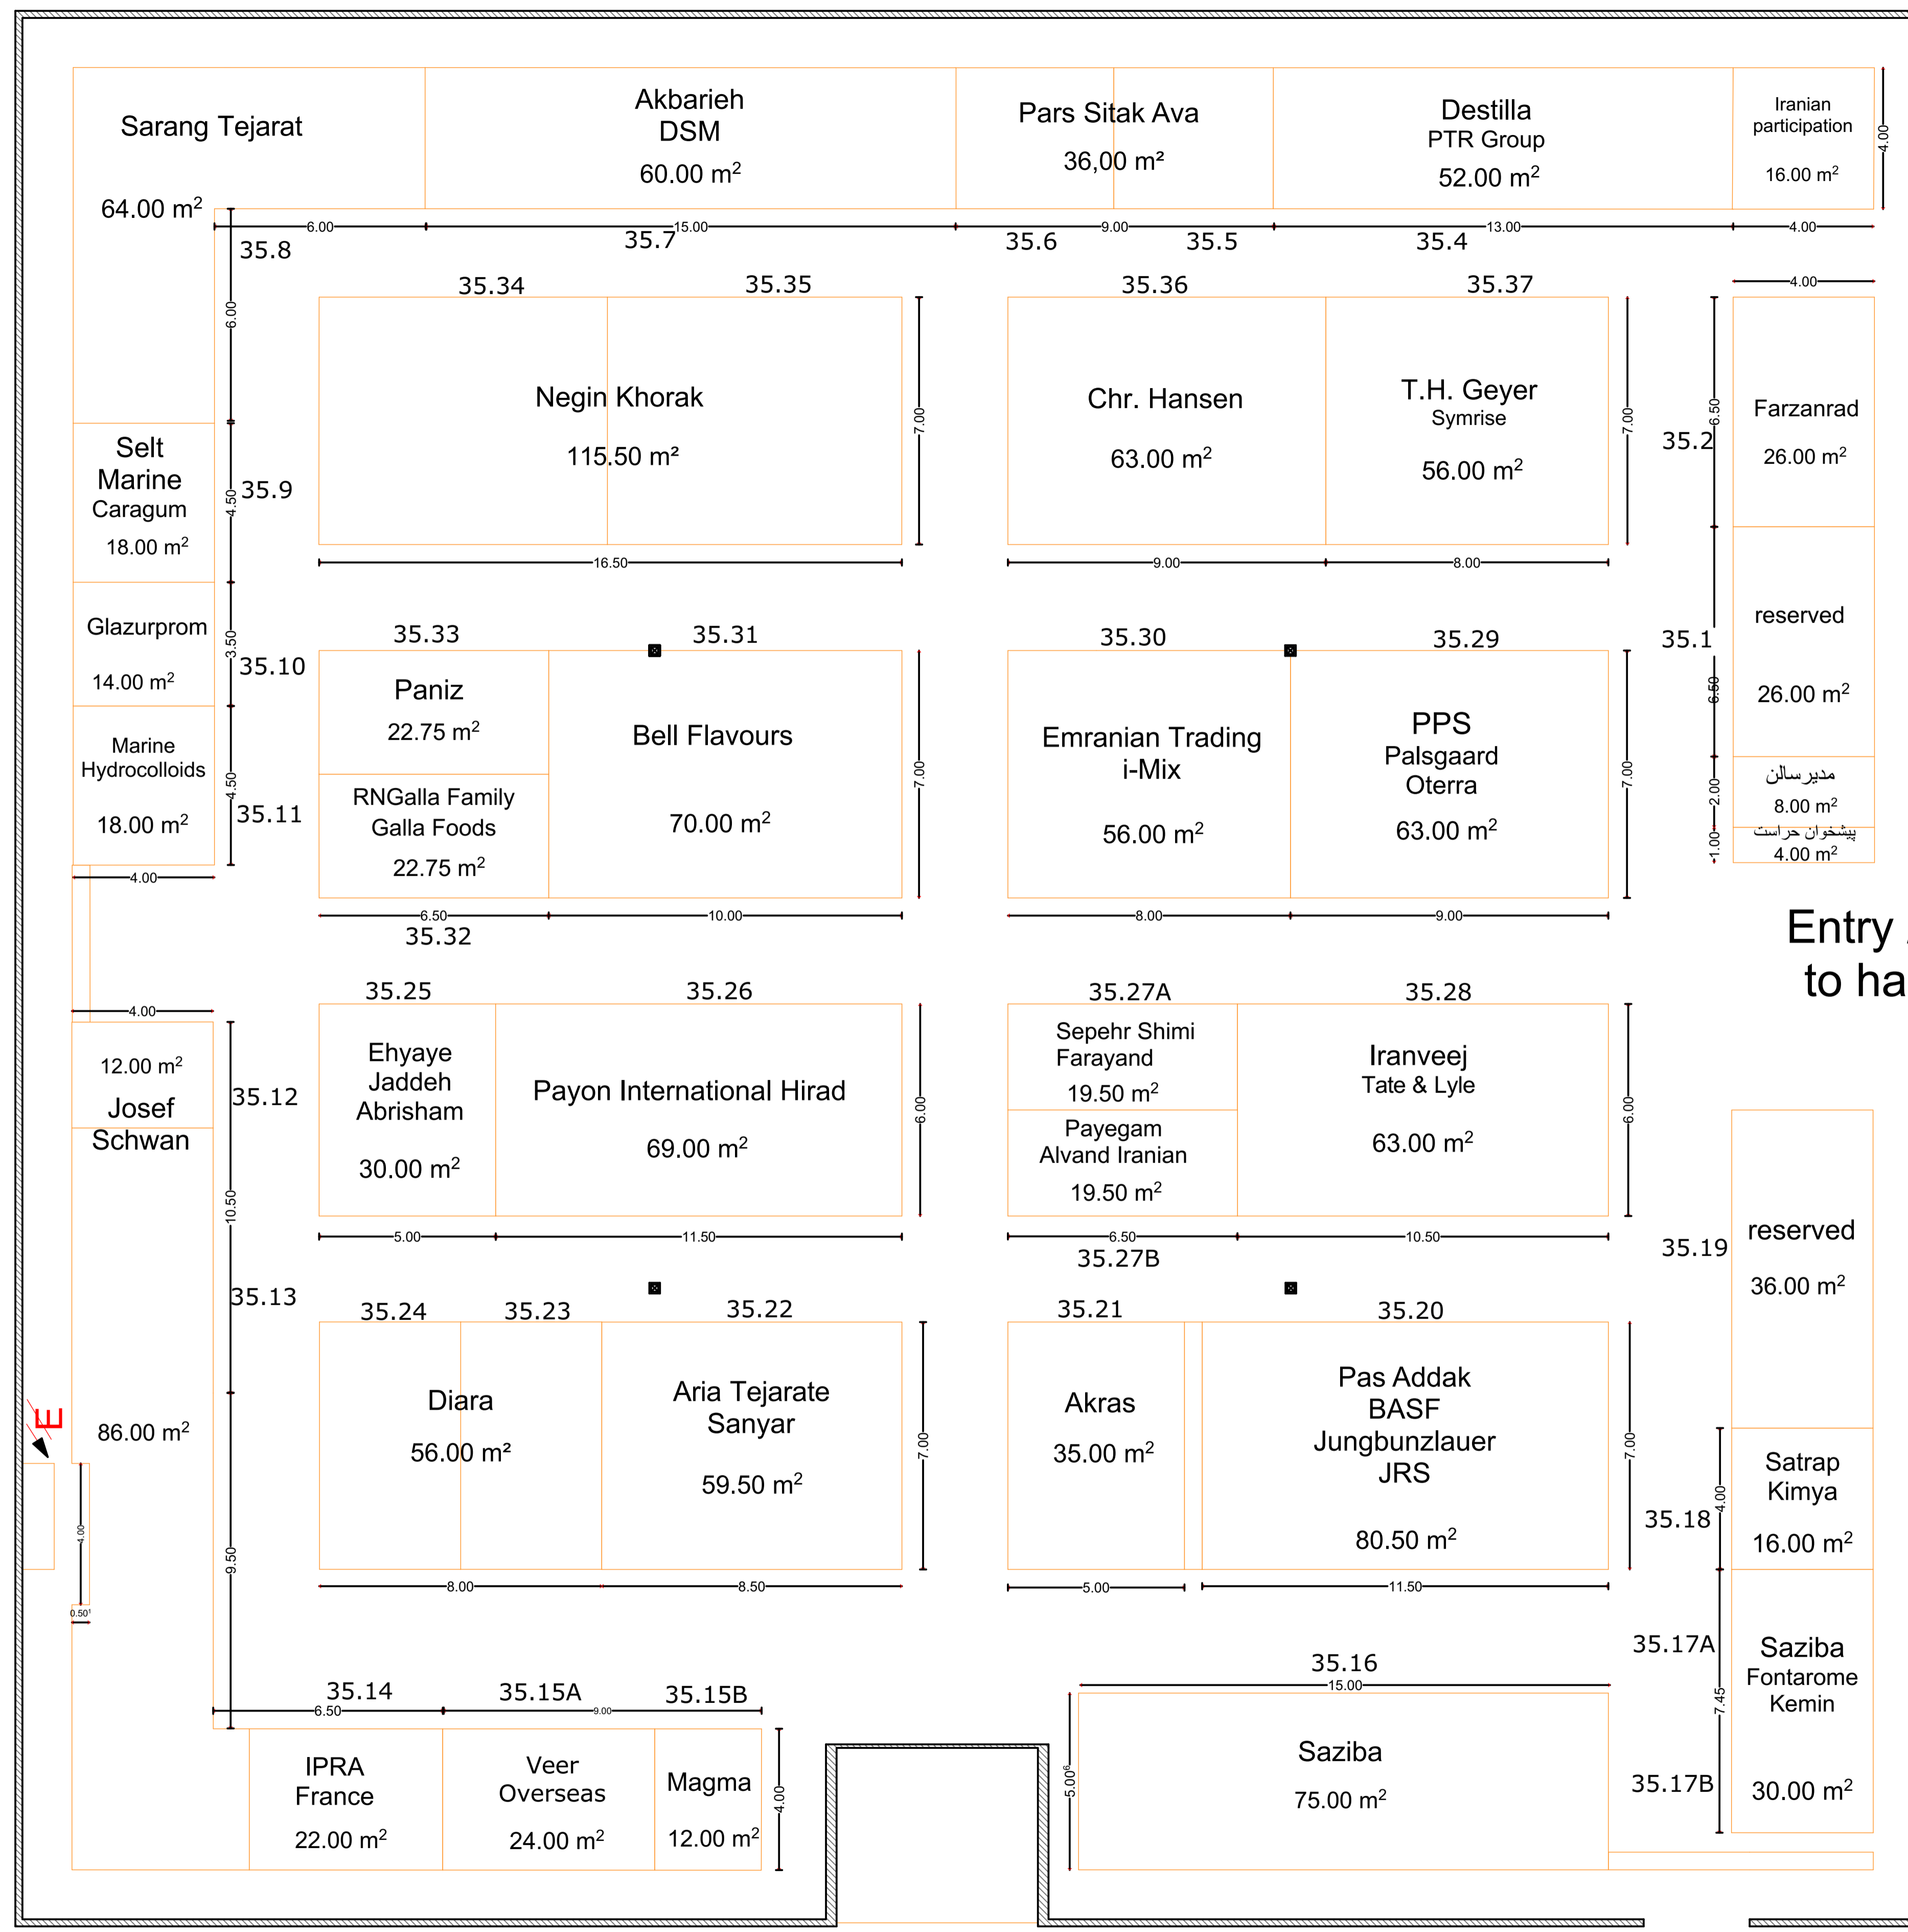 Sarang Tejarat
64.00 m²
Akbarieh
DSM
60.00 m²
Pars Sitak Ava
36,00 m²
Destilla
PTR Group
52.00 m²
Iranian
participation
16.00 m²
4.00
6.00
15.00
9.00
13.00
4.00
35.8
35.7
35.6
35.5
35.4
6.00
35.34
35.35
35.36
35.37
4.00
Negin Khorak
115.50 m²
7.00
16.50
Chr. Hansen
63.00 m²
T.H. Geyer
Symrise
56.00 m²
7.00
9.00
8.00
35.2
6.50
Farzanrad
26.00 m²
Selt
Marine
Caragum
18.00 m²
4.50
35.9
Glazurprom
14.00 m²
3.50
35.10
Marine
Hydrocolloids
18.00 m²
4.50
35.11
4.00
35.33
35.31
Paniz
22.75 m²
RNGalla Family
Galla Foods
22.75 m²
Bell Flavours
70.00 m²
7.00
6.50
10.00
35.32
35.30
35.29
Emranian Trading
i-Mix
56.00 m²
PPS
Palsgaard
Oterra
63.00 m²
7.00
8.00
9.00
35.1
6.50
reserved
26.00 m²
2.00
مدیرسالن
8.00 m²
1.00
پیشخوان حراست
4.00 m²
Entry
to ha
4.00
12.00 m²
Josef
Schwan
35.12
10.50
35.13
86.00 m²
9.50
E
4.00
0.50¹
35.25
35.26
Ehyaye
Jaddeh
Abrisham
30.00 m²
Payon International Hirad
69.00 m²
6.00
5.00
11.50
35.27A
35.28
Sepehr Shimi
Farayand
19.50 m²
Payegam
Alvand Iranian
19.50 m²
Iranveej
Tate & Lyle
63.00 m²
6.00
6.50
10.50
35.27B
35.19
reserved
36.00 m²
35.24
35.23
35.22
Diara
56.00 m²
Aria Tejarate
Sanyar
59.50 m²
7.00
8.00
8.50
35.21
35.20
Akras
35.00 m²
Pas Addak
BASF
Jungbunzlauer
JRS
80.50 m²
7.00
5.00
11.50
35.18
4.00
Satrap
Kimya
16.00 m²
35.17A
7.45
35.17B
Saziba
Fontarome
Kemin
30.00 m²
35.14
35.15A
35.15B
6.50
9.00
IPRA
France
22.00 m²
Veer
Overseas
24.00 m²
Magma
12.00 m²
4.00
35.16
15.00
5.00⁶
Saziba
75.00 m²